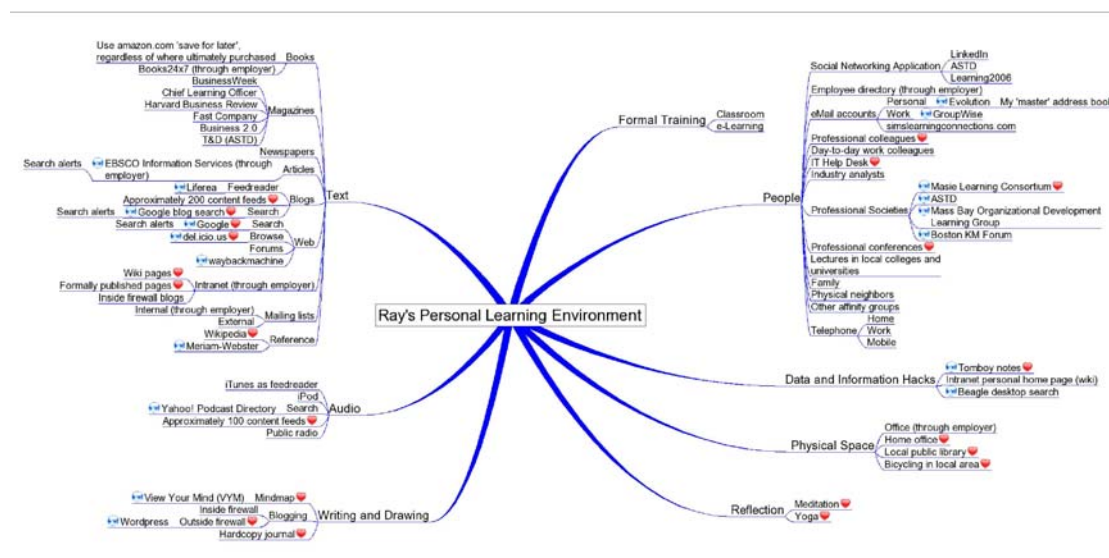 Ray's Personal Learning Environment
Text
Books
Use amazon.com 'save for later',
regardless of where ultimately purchased
Books24x7 (through employer)
Magazines
BusinessWeek
Chief Learning Officer
Harvard Business Review
Fast Company
Business 2.0
T&D (ASTD)
Newspapers
Articles
EBSCO Information Services (through
employer)
Search alerts
Blogs
Feedreader
Liferea
Approximately 200 content feeds
Search
Google blog search
Search alerts
Web
Search
Google
Search alerts
Browse
del.icio.us
Forums
waybackmachine
Intranet (through employer)
Wiki pages
Formally published pages
Inside firewall blogs
Mailing lists
Internal (through employer)
External
Reference
Wikipedia
Meriam-Webster
Audio
iTunes as feedreader
iPod
Search
Yahoo! Podcast Directory
Approximately 100 content feeds
Public radio
Writing and Drawing
Mindmap
View Your Mind (VYM)
Blogging
Inside firewall
Outside firewall
Wordpress
Hardcopy journal
Formal Training
Classroom
e-Learning
People
Social Networking Application
LinkedIn
ASTD
Learning2006
Employee directory (through employer)
eMail accounts
Personal
Evolution
My 'master' address book
Work
GroupWise
simslearningconnections.com
Professional colleagues
Day-to-day work colleagues
IT Help Desk
Industry analysts
Professional Societies
Masie Learning Consortium
ASTD
Mass Bay Organizational Development
Learning Group
Boston KM Forum
Professional conferences
Lectures in local colleges and
universities
Family
Physical neighbors
Other affinity groups
Telephone
Home
Work
Mobile
Data and Information Hacks
Tomboy notes
Intranet personal home page (wiki)
Beagle desktop search
Physical Space
Office (through employer)
Home office
Local public library
Bicycling in local area
Reflection
Meditation
Yoga